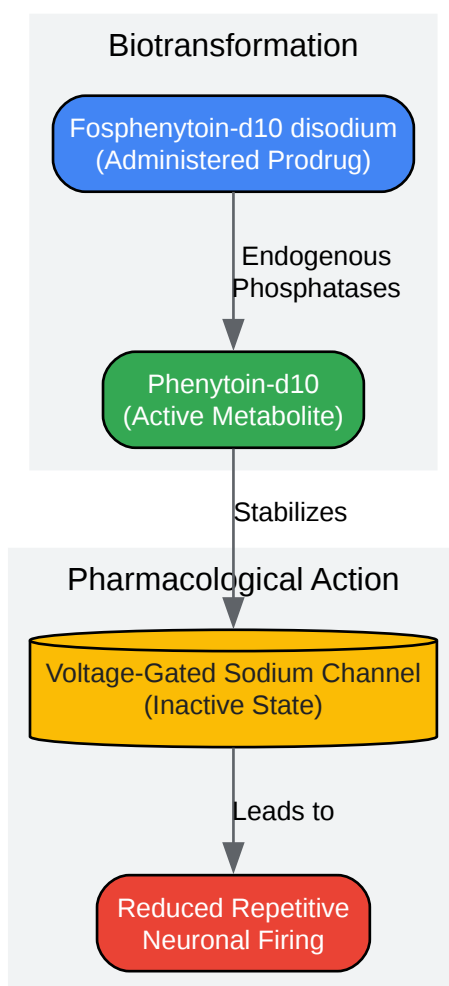 Biotransformation
Fosphenytoin-d10 disodium
(Administered Prodrug)
Endogenous
Phosphatases
Phenytoin-d10
(Active Metabolite)
Stabilizes
Pharmacological Action
Voltage-Gated Sodium Channel
(Inactive State)
Leads to
Reduced Repetitive
Neuronal Firing